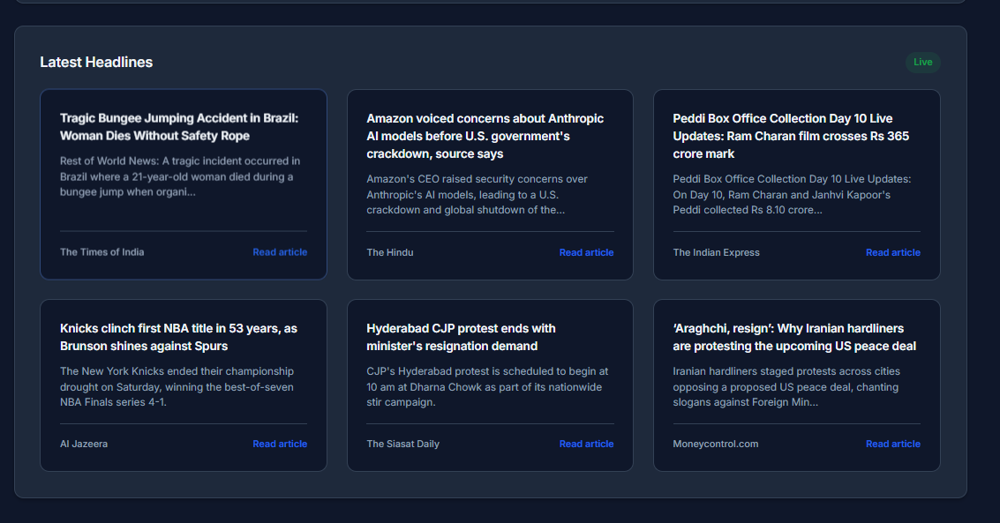 Latest Headlines
Live
Tragic Bungee Jumping Accident in Brazil:
Woman Dies Without Safety Rope
Rest of World News: A tragic incident occurred in
Brazil where a 21-year-old woman died during a
bungee jump when organi...
The Times of India
Read article
Amazon voiced concerns about Anthropic
AI models before U.S. government's
crackdown, source says
Amazon's CEO raised security concerns over
Anthropic's AI models, leading to a U.S.
crackdown and global shutdown of the...
The Hindu
Read article
Peddi Box Office Collection Day 10 Live
Updates: Ram Charan film crosses Rs 365
crore mark
Peddi Box Office Collection Day 10 Live Updates:
On Day 10, Ram Charan and Janhvi Kapoor's
Peddi collected Rs 8.10 crore...
The Indian Express
Read article
Knicks clinch first NBA title in 53 years, as
Brunson shines against Spurs
The New York Knicks ended their championship
drought on Saturday, winning the best-of-seven
NBA Finals series 4-1.
Al Jazeera
Read article
Hyderabad CJP protest ends with
minister's resignation demand
CJP's Hyderabad protest is scheduled to begin at
10 am at Dharna Chowk as part of its nationwide
stir campaign.
The Siasat Daily
Read article
‘Araghchi, resign’: Why Iranian hardliners
are protesting the upcoming US peace deal
Iranian hardliners staged protests across cities
opposing a proposed US peace deal, chanting
slogans against Foreign Min...
Moneycontrol.com
Read article